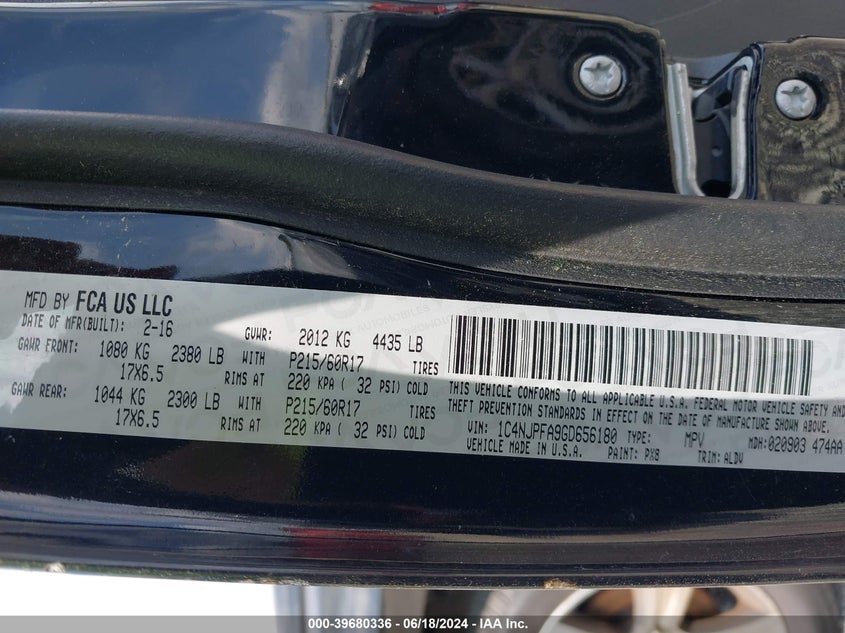 MFD BY FCA US LLC
DATE OF MFR(BUILT): 2-16 GVWR: 2012 KG 4435 LB
GAWR FRONT: 1080 KG 2380 LB WITH P215/60R17 TIRES
17X6.5 RIMS AT 220 KPA ( 32 PSI) COLD
GAWR REAR: 1044 KG 2300 LB WITH P215/60R17 TIRES
17X6.5 RIMS AT 220 KPA ( 32 PSI) COLD
THIS VEHICLE CONFORMS TO ALL APPLICABLE U.S.A. FEDERAL MOTOR VEHICLE SAFETY AND
THEFT PREVENTION STANDARDS IN EFFECT ON THE DATE OF MANUFACTURE SHOWN ABOVE.
VIN: 1C4NJPFA9GD656180 TYPE: MPV MDH:020903 474AA
VEHICLE MADE IN U.S.A. PAINT: PX8 TRIM: ALDV
000-39680336 - 06/18/2024 - IAA Inc.